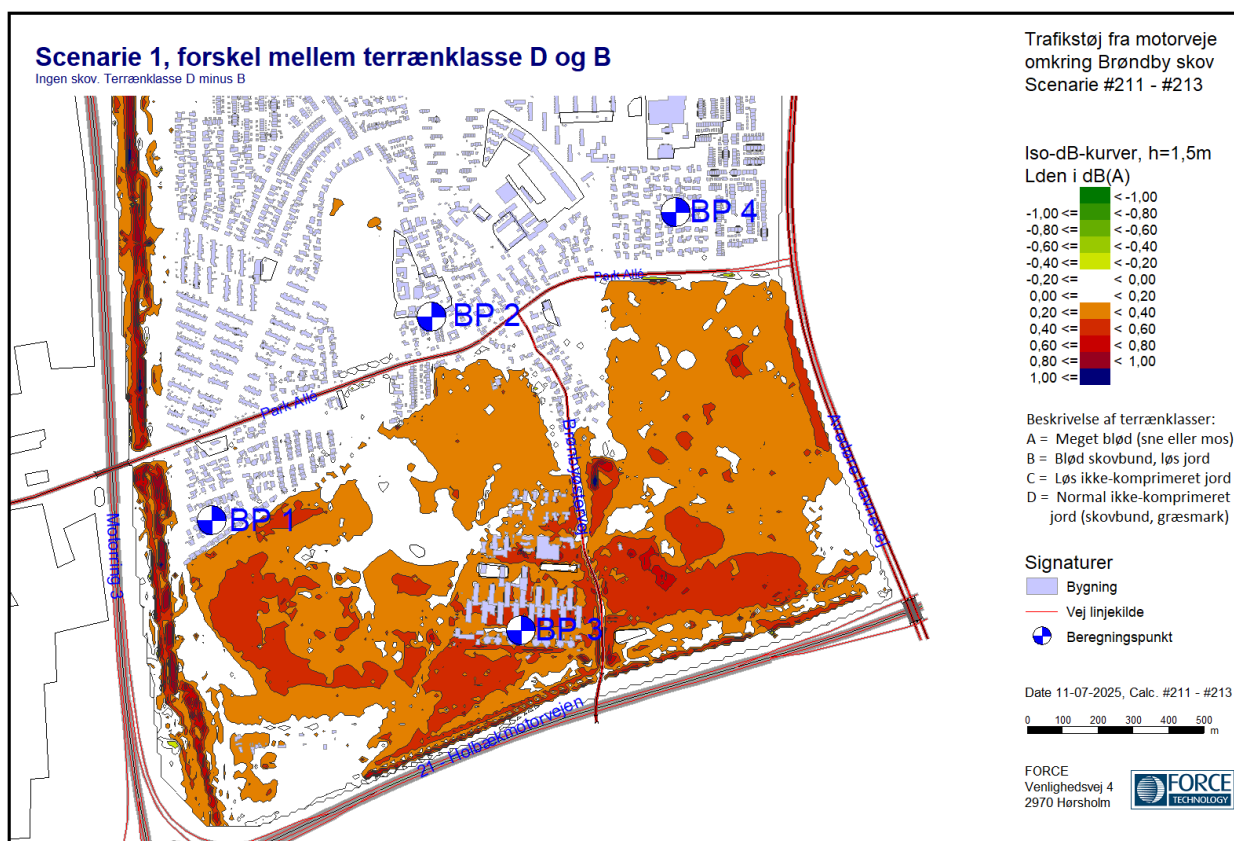 Scenarie 1, forskel mellem terrænklasse D og B
Ingen skov. Terrænklasse D minus B
Trafikstøj fra motorveje
omkring Brøndby skov
Scenarie #211 - #213
Iso-dB-kurver, h=1,5m
Lden i dB(A)
< -1,00
-1,00 <= < -0,80
-0,80 <= < -0,60
-0,60 <= < -0,40
-0,40 <= < -0,20
-0,20 <= < 0,00
0,00 <= < 0,20
0,20 <= < 0,40
0,40 <= < 0,60
0,60 <= < 0,80
0,80 <= < 1,00
1,00 <=
Beskrivelse af terrænklasser:
A = Meget blød (sne eller mos)
B = Blød skovbund, løs jord
C = Løs ikke-komprimeret jord
D = Normal ikke-komprimeret
jord (skovbund, græsmark)
Signaturer
Bygning
Vej linjekilde
Beregningspunkt
Date 11-07-2025, Calc. #211 - #213
0 100 200 300 400 500
m
FORCE
Venlighedsvej 4
2970 Hørsholm
FORCE
TECHNOLOGY
BP 4
Park Allé
BP 2
Park Allé
Brøndbyøstervej
Avedøre Havnevej
BP 1
Motorring 3
BP 3
21 - Holbækmotorvejen